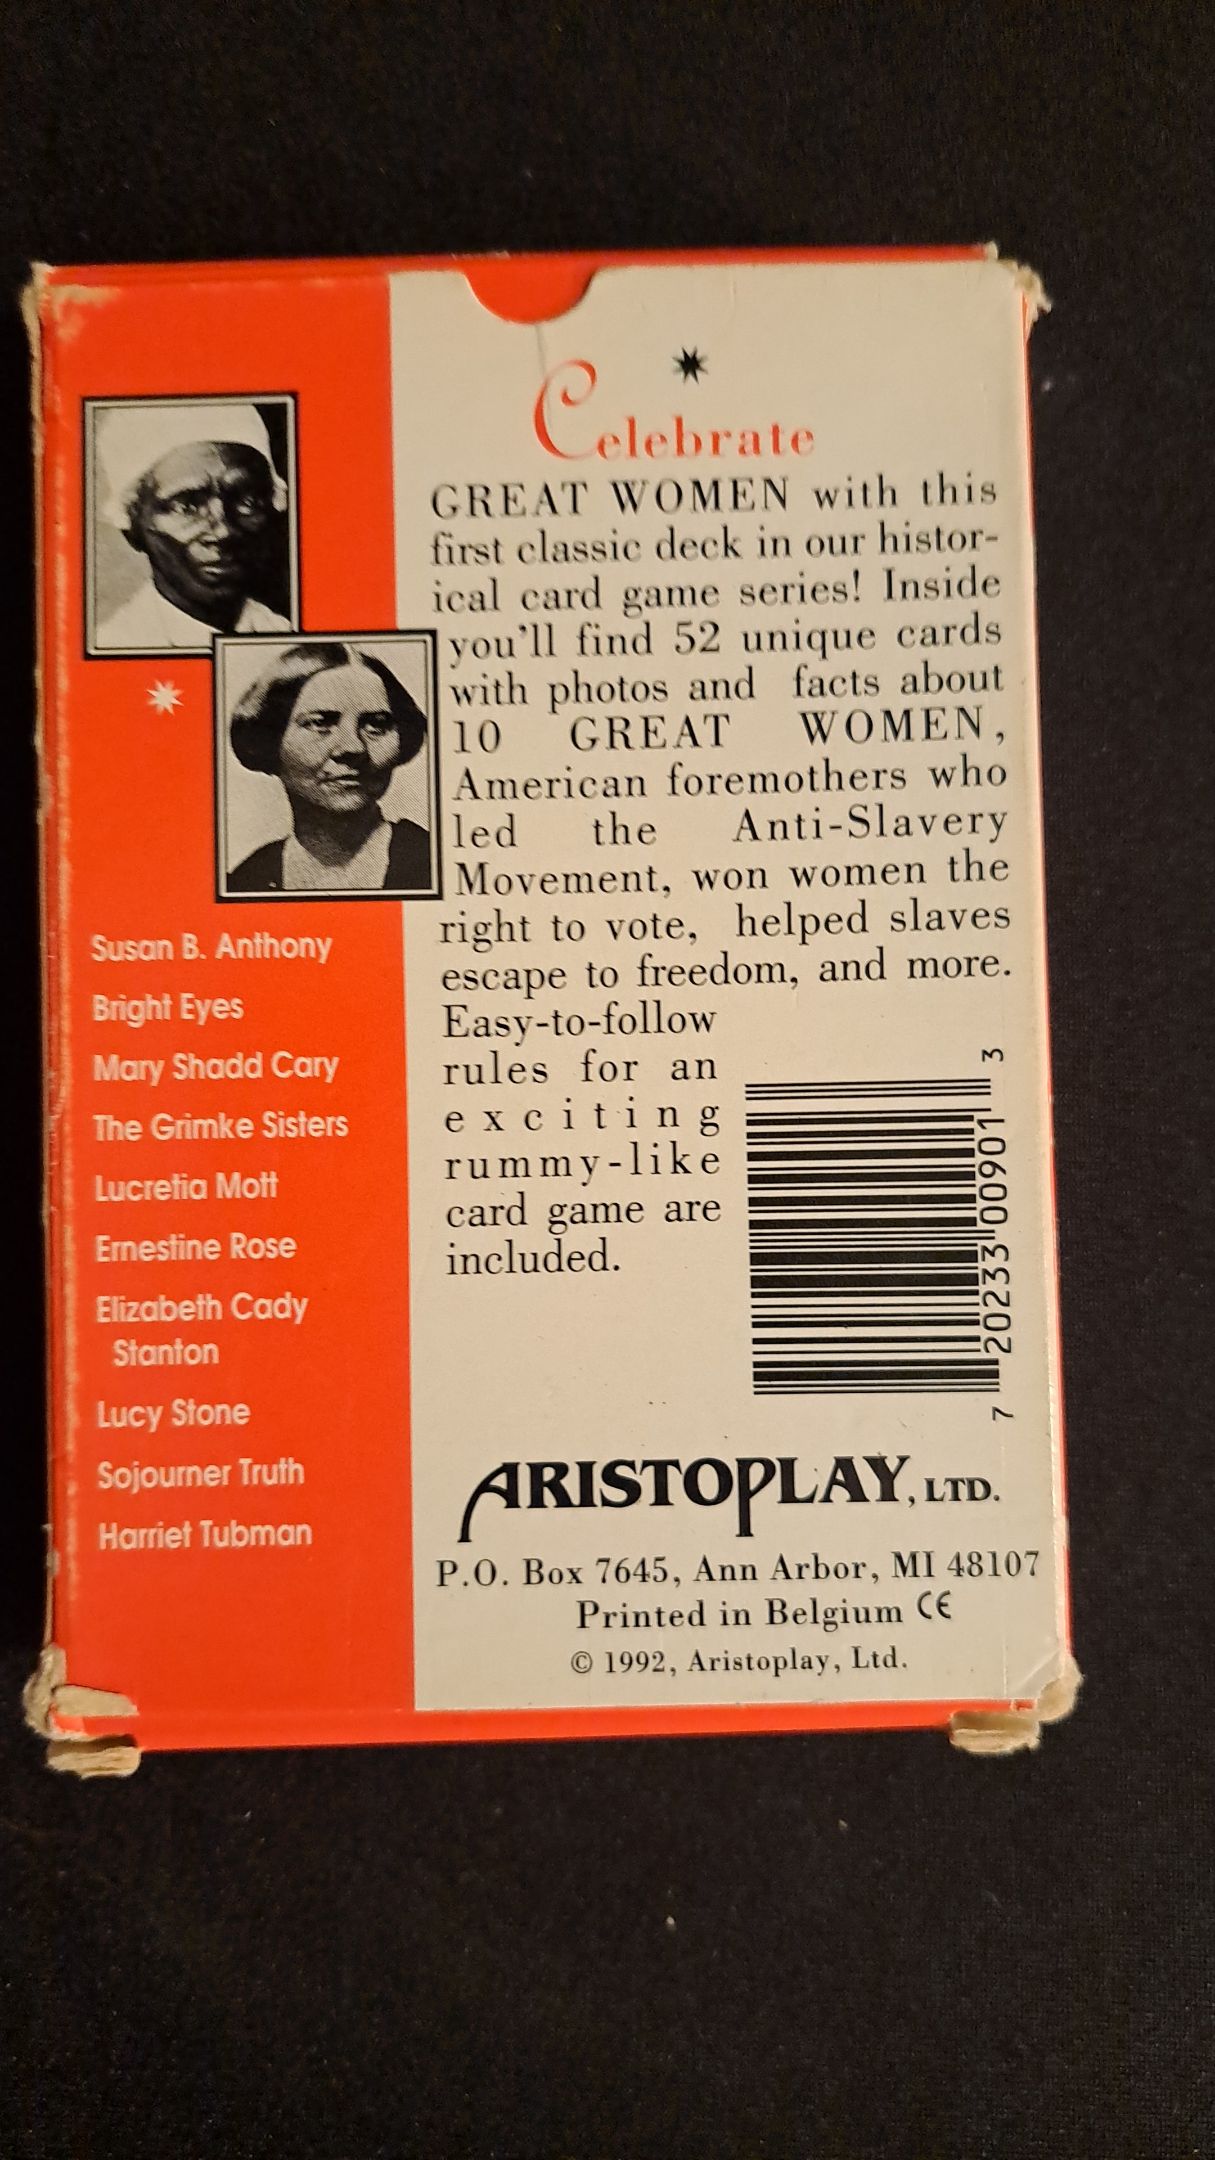 Celebrate
GREAT WOMEN with this
first classic deck in our histor-
ical card game series! Inside
you'll find 52 unique cards
with photos and facts about
10 GREAT WOMEN,
American foremothers who
led the Anti-Slavery
Movement, won women the
right to vote, helped slaves
escape to freedom, and more.
Easy-to-follow
rules for an
exciting
rummy-like
card game are
included.
Susan B. Anthony
Bright Eyes
Mary Shadd Cary
The Grimke Sisters
Lucretia Mott
Ernestine Rose
Elizabeth Cady
Stanton
Lucy Stone
Sojourner Truth
Harriet Tubman
7 20233 00901 3
ARISTOPLAY, LTD.
P.O. Box 7645, Ann Arbor, MI 48107
Printed in Belgium CE
© 1992, Aristoplay, Ltd.